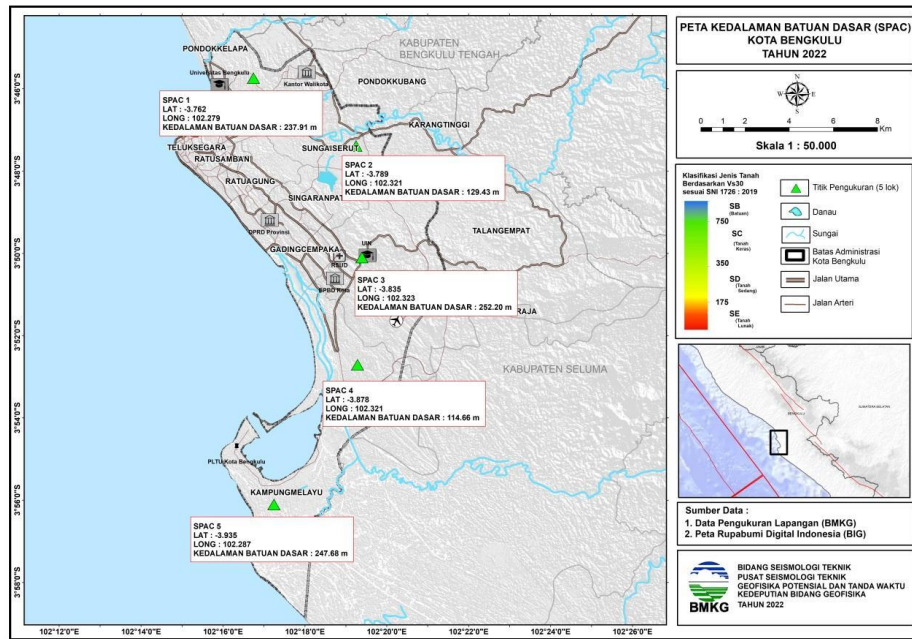 KABUPATEN
BENGKULU TENGAH
PONDOKKELAPA
Universitas Bengkulu
Kantor Walikota
PONDOKKUBANG
SPAC 1
LAT : -3.762
LONG : 102.279
KEDALAMAN BATUAN DASAR : 237.91 m
KARANGTINGGI
TELUKSEGARA
SUNGAISERUT
RATUSAMBAN
SPAC 2
LAT : -3.789
LONG : 102.321
KEDALAMAN BATUAN DASAR : 129.43 m
RATUAGUNG
SINGARANPAT
DPRD Provinsi
TALANGEMPAT
GADINGCEMPAKA
UIN
RSUD
DPRD Kota
SPAC 3
LAT : -3.835
LONG : 102.323
KEDALAMAN BATUAN DASAR : 252.20 m
RAJA
KABUPATEN SELUMA
SPAC 4
LAT : -3.878
LONG : 102.321
KEDALAMAN BATUAN DASAR : 114.66 m
PLTU Kota Bengkulu
KAMPUNGMELAYU
SPAC 5
LAT : -3.935
LONG : 102.287
KEDALAMAN BATUAN DASAR : 247.68 m
3°46'0"S
3°48'0"S
3°50'0"S
3°52'0"S
3°54'0"S
3°56'0"S
3°58'0"S
102°12'0"E
102°14'0"E
102°16'0"E
102°18'0"E
102°20'0"E
102°22'0"E
102°24'0"E
102°26'0"E
PETA KEDALAMAN BATUAN DASAR (SPAC)
KOTA BENGKULU
TAHUN 2022
N
W E
S
0 1 2 4 6 8
Km
Skala 1 : 50.000
Klasifikasi Jenis Tanah
Berdasarkan Vs30
sesuai SNI 1726 : 2019
SB
(Batuan)
750
SC
(Tanah
Keras)
350
SD
(Tanah
Sedang)
175
SE
(Tanah
Lunak)
Titik Pengukuran (5 lok)
Danau
Sungai
Batas Administrasi
Kota Bengkulu
Jalan Utama
Jalan Arteri
BENGKULU
SUMATERA SELATAN
Sumber Data :
1. Data Pengukuran Lapangan (BMKG)
2. Peta Rupabumi Digital Indonesia (BIG)
BMKG
BIDANG SEISMOLOGI TEKNIK
PUSAT SEISMOLOGI TEKNIK
GEOFISIKA POTENSIAL DAN TANDA WAKTU
KEDEPUTIAN BIDANG GEOFISIKA
TAHUN 2022